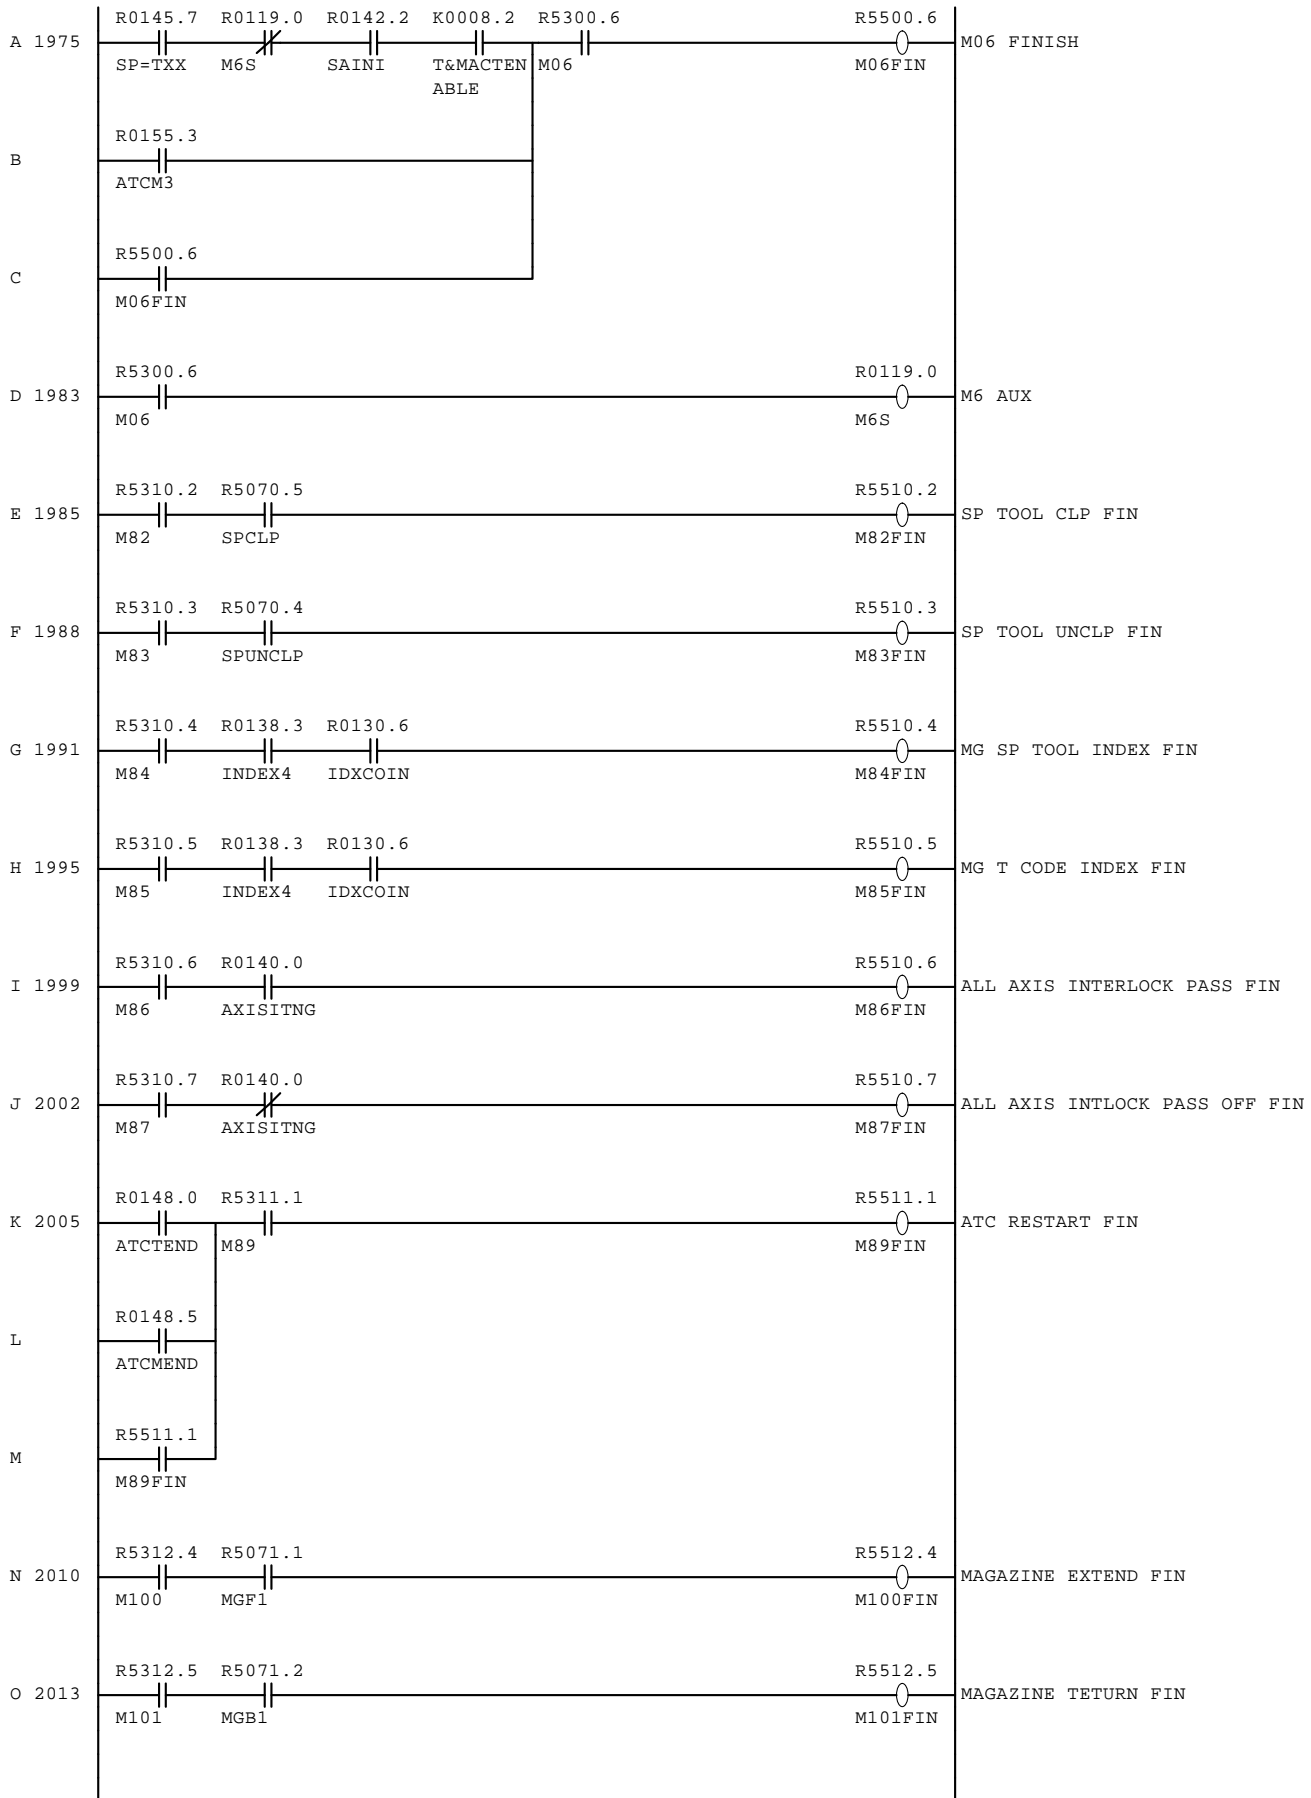 R0145.7 R0119.0 R0142.2 K0008.2 R5300.6 R5500.6
A 1975 M06 FINISH
SP=TXX M6S SAINI T&MACTEN M06 M06FIN
ABLE
R0155.3
B
ATCM3
R5500.6
C
M06FIN
R5300.6 R0119.0
D 1983 M6 AUX
M06 M6S
R5310.2 R5070.5 R5510.2
E 1985 SP TOOL CLP FIN
M82 SPCLP M82FIN
R5310.3 R5070.4 R5510.3
F 1988 SP TOOL UNCLP FIN
M83 SPUNCLP M83FIN
R5310.4 R0138.3 R0130.6 R5510.4
G 1991 MG SP TOOL INDEX FIN
M84 INDEX4 IDXCOIN M84FIN
R5310.5 R0138.3 R0130.6 R5510.5
H 1995 MG T CODE INDEX FIN
M85 INDEX4 IDXCOIN M85FIN
R5310.6 R0140.0 R5510.6
I 1999 ALL AXIS INTERLOCK PASS FIN
M86 AXISITNG M86FIN
R5310.7 R0140.0 R5510.7
J 2002 ALL AXIS INTLOCK PASS OFF FIN
M87 AXISITNG M87FIN
R0148.0 R5311.1 R5511.1
K 2005 ATC RESTART FIN
ATCTEND M89 M89FIN
R0148.5
L
ATCMEND
R5511.1
M
M89FIN
R5312.4 R5071.1 R5512.4
N 2010 MAGAZINE EXTEND FIN
M100 MGF1 M100FIN
R5312.5 R5071.2 R5512.5
O 2013 MAGAZINE TETURN FIN
M101 MGB1 M101FIN